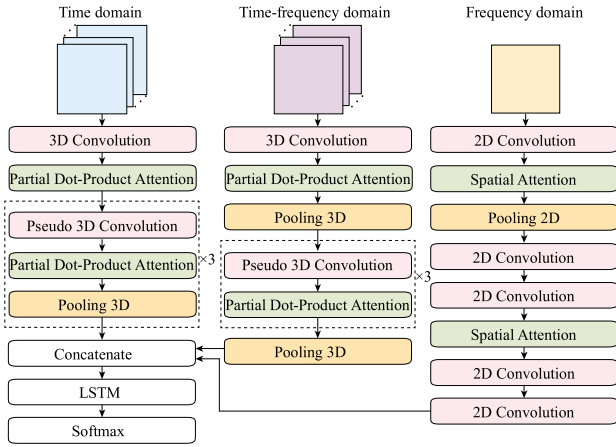 Time domain
Time-frequency domain
Frequency domain
3D Convolution
Partial Dot-Product Attention
Pseudo 3D Convolution
Partial Dot-Product Attention
Pooling 3D
×3
Concatenate
LSTM
Softmax
3D Convolution
Partial Dot-Product Attention
Pooling 3D
Pseudo 3D Convolution
Partial Dot-Product Attention
×3
Pooling 3D
2D Convolution
Spatial Attention
Pooling 2D
2D Convolution
2D Convolution
Spatial Attention
2D Convolution
2D Convolution